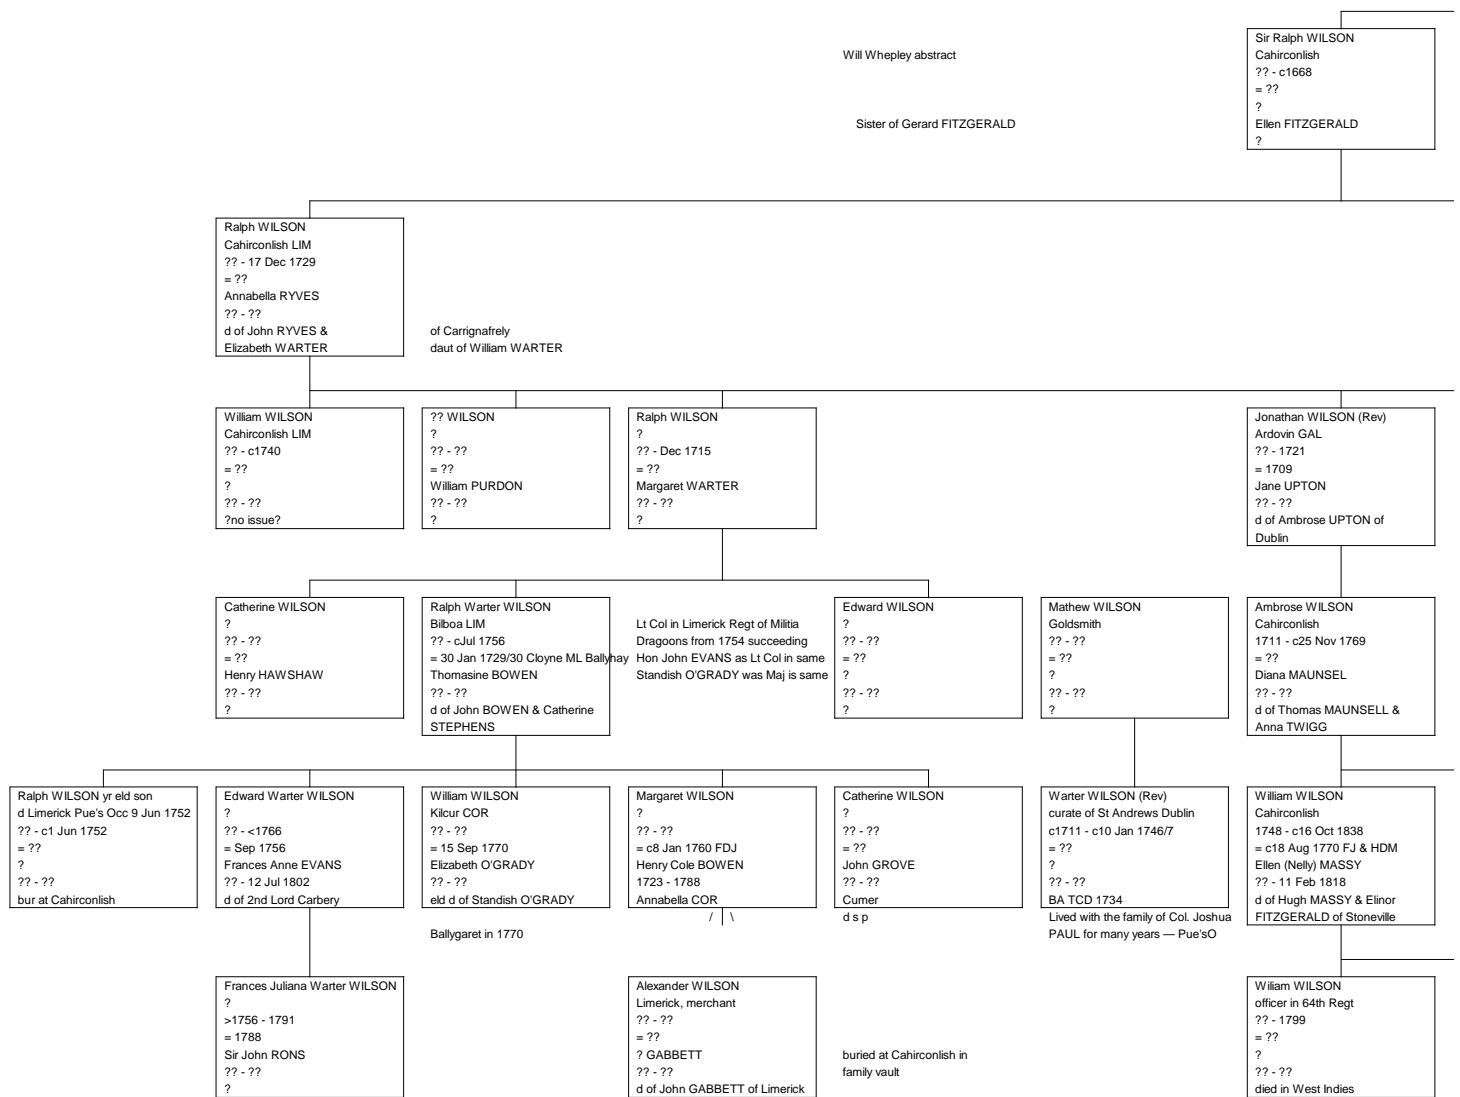 Will Whepley abstract
Sister of Gerard FITZGERALD
Sir Ralph WILSON
Cahirconlish
?? - c1668
= ??
?
Ellen FITZGERALD
?
Ralph WILSON
Cahirconlish LIM
?? - 17 Dec 1729
= ??
Annabella RYVES
?? - ??
d of John RYVES &
Elizabeth WARTER
of Carrignafrely
daut of William WARTER
William WILSON
Cahirconlish LIM
?? - c1740
= ??
?
?? - ??
?no issue?
?? WILSON
?
?? - ??
= ??
William PURDON
?? - ??
?
Ralph WILSON
?
?? - Dec 1715
= ??
Margaret WARTER
?? - ??
?
Jonathan WILSON (Rev)
Ardovin GAL
?? - 1721
= 1709
Jane UPTON
?? - ??
d of Ambrose UPTON of
Dublin
Catherine WILSON
?
?? - ??
= ??
Henry HAWSHAW
?? - ??
?
Ralph Warter WILSON
Bilboa LIM
?? - cJul 1756
= 30 Jan 1729/30 Cloyne ML Ballyhay
Thomasine BOWEN
?? - ??
d of John BOWEN & Catherine
STEPHENS
Lt Col in Limerick Regt of Militia
Dragoons from 1754 succeeding
Hon John EVANS as Lt Col in same
Standish O'GRADY was Maj is same
Edward WILSON
?
?? - ??
= ??
?
?? - ??
?
Mathew WILSON
Goldsmith
?? - ??
= ??
?
?? - ??
?
Ambrose WILSON
Cahirconlish
1711 - c25 Nov 1769
= ??
Diana MAUNSEL
?? - ??
d of Thomas MAUNSELL &
Anna TWIGG
Ralph WILSON yr eld son
d Limerick Pue's Occ 9 Jun 1752
?? - c1 Jun 1752
= ??
?
?? - ??
bur at Cahirconlish
Edward Warter WILSON
?
?? - <1766
= Sep 1756
Frances Anne EVANS
?? - 12 Jul 1802
d of 2nd Lord Carbery
William WILSON
Kilcur COR
?? - ??
= 15 Sep 1770
Elizabeth O'GRADY
?? - ??
eld d of Standish O'GRADY
Ballygaret in 1770
Margaret WILSON
?
?? - ??
= c8 Jan 1760 FDJ
Henry Cole BOWEN
1723 - 1788
Annabella COR
/ | \
Catherine WILSON
?
?? - ??
= ??
John GROVE
?? - ??
Cumer
d s p
Warter WILSON (Rev)
curate of St Andrews Dublin
c1711 - c10 Jan 1746/7
= ??
?
?? - ??
BA TCD 1734
Lived with the family of Col. Joshua
PAUL for many years — Pue'sO
William WILSON
Cahirconlish
1748 - c16 Oct 1838
= c18 Aug 1770 FJ & HDM
Ellen (Nelly) MASSY
?? - 11 Feb 1818
d of Hugh MASSY & Elinor
FITZGERALD of Stoneville
Frances Juliana Warter WILSON
?
>1756 - 1791
= 1788
Sir John RONS
?? - ??
?
Alexander WILSON
Limerick, merchant
?? - ??
= ??
? GABBETT
?? - ??
d of John GABBETT of Limerick
buried at Cahirconlish in
family vault
Wiliam WILSON
officer in 64th Regt
?? - 1799
= ??
?
?? - ??
died in West Indies